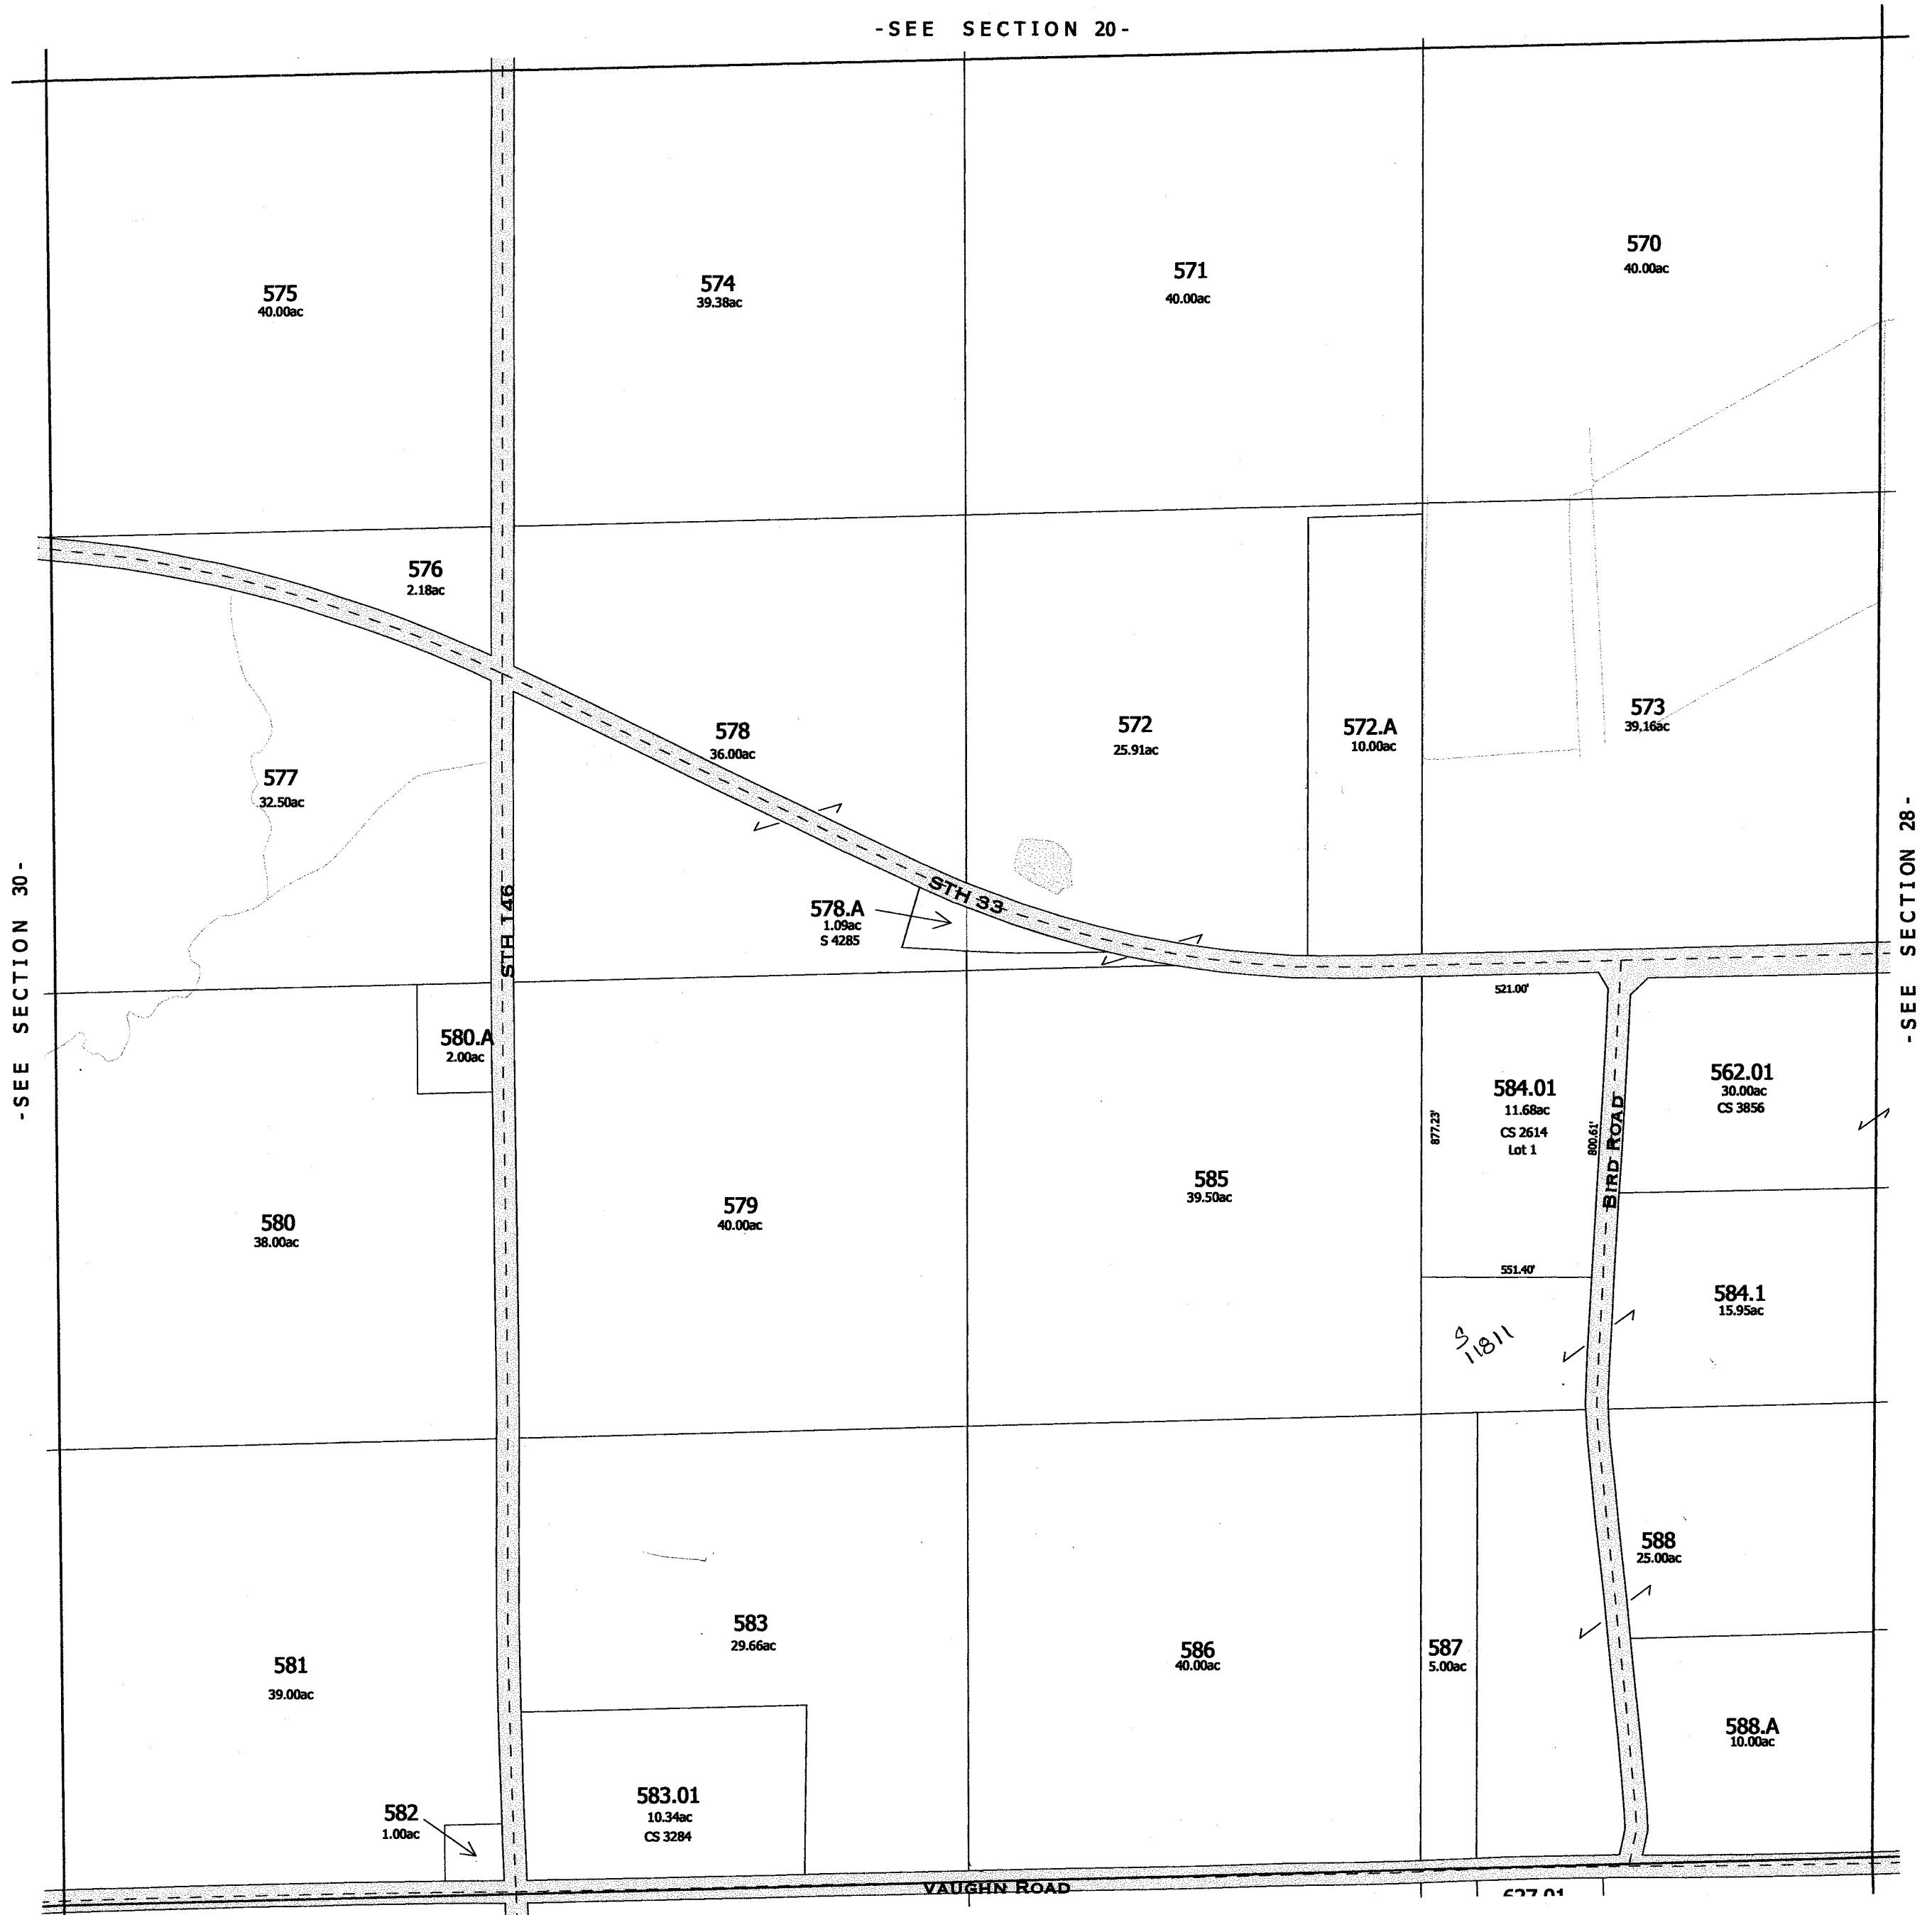 -SEE SECTION 20-
570
40.00ac
571
40.00ac
574
39.38ac
575
40.00ac
576
2.18ac
573
39.16ac
572
25.91ac
572.A
10.00ac
578
36.00ac
577
32.50ac
-SEE SECTION 30-
-SEE SECTION 28-
STH 146
STH 33
578.A
1.09ac
S 4285
521.00'
580.A
2.00ac
562.01
30.00ac
CS 3856
584.01
11.68ac
CS 2614
Lot 1
877.23'
800.61'
BIRD ROAD
585
39.50ac
579
40.00ac
580
38.00ac
551.40'
584.1
15.95ac
S
11811
588
25.00ac
583
29.66ac
586
40.00ac
587
5.00ac
581
39.00ac
588.A
10.00ac
583.01
10.34ac
CS 3284
582
1.00ac
VAUGHN ROAD
627.01